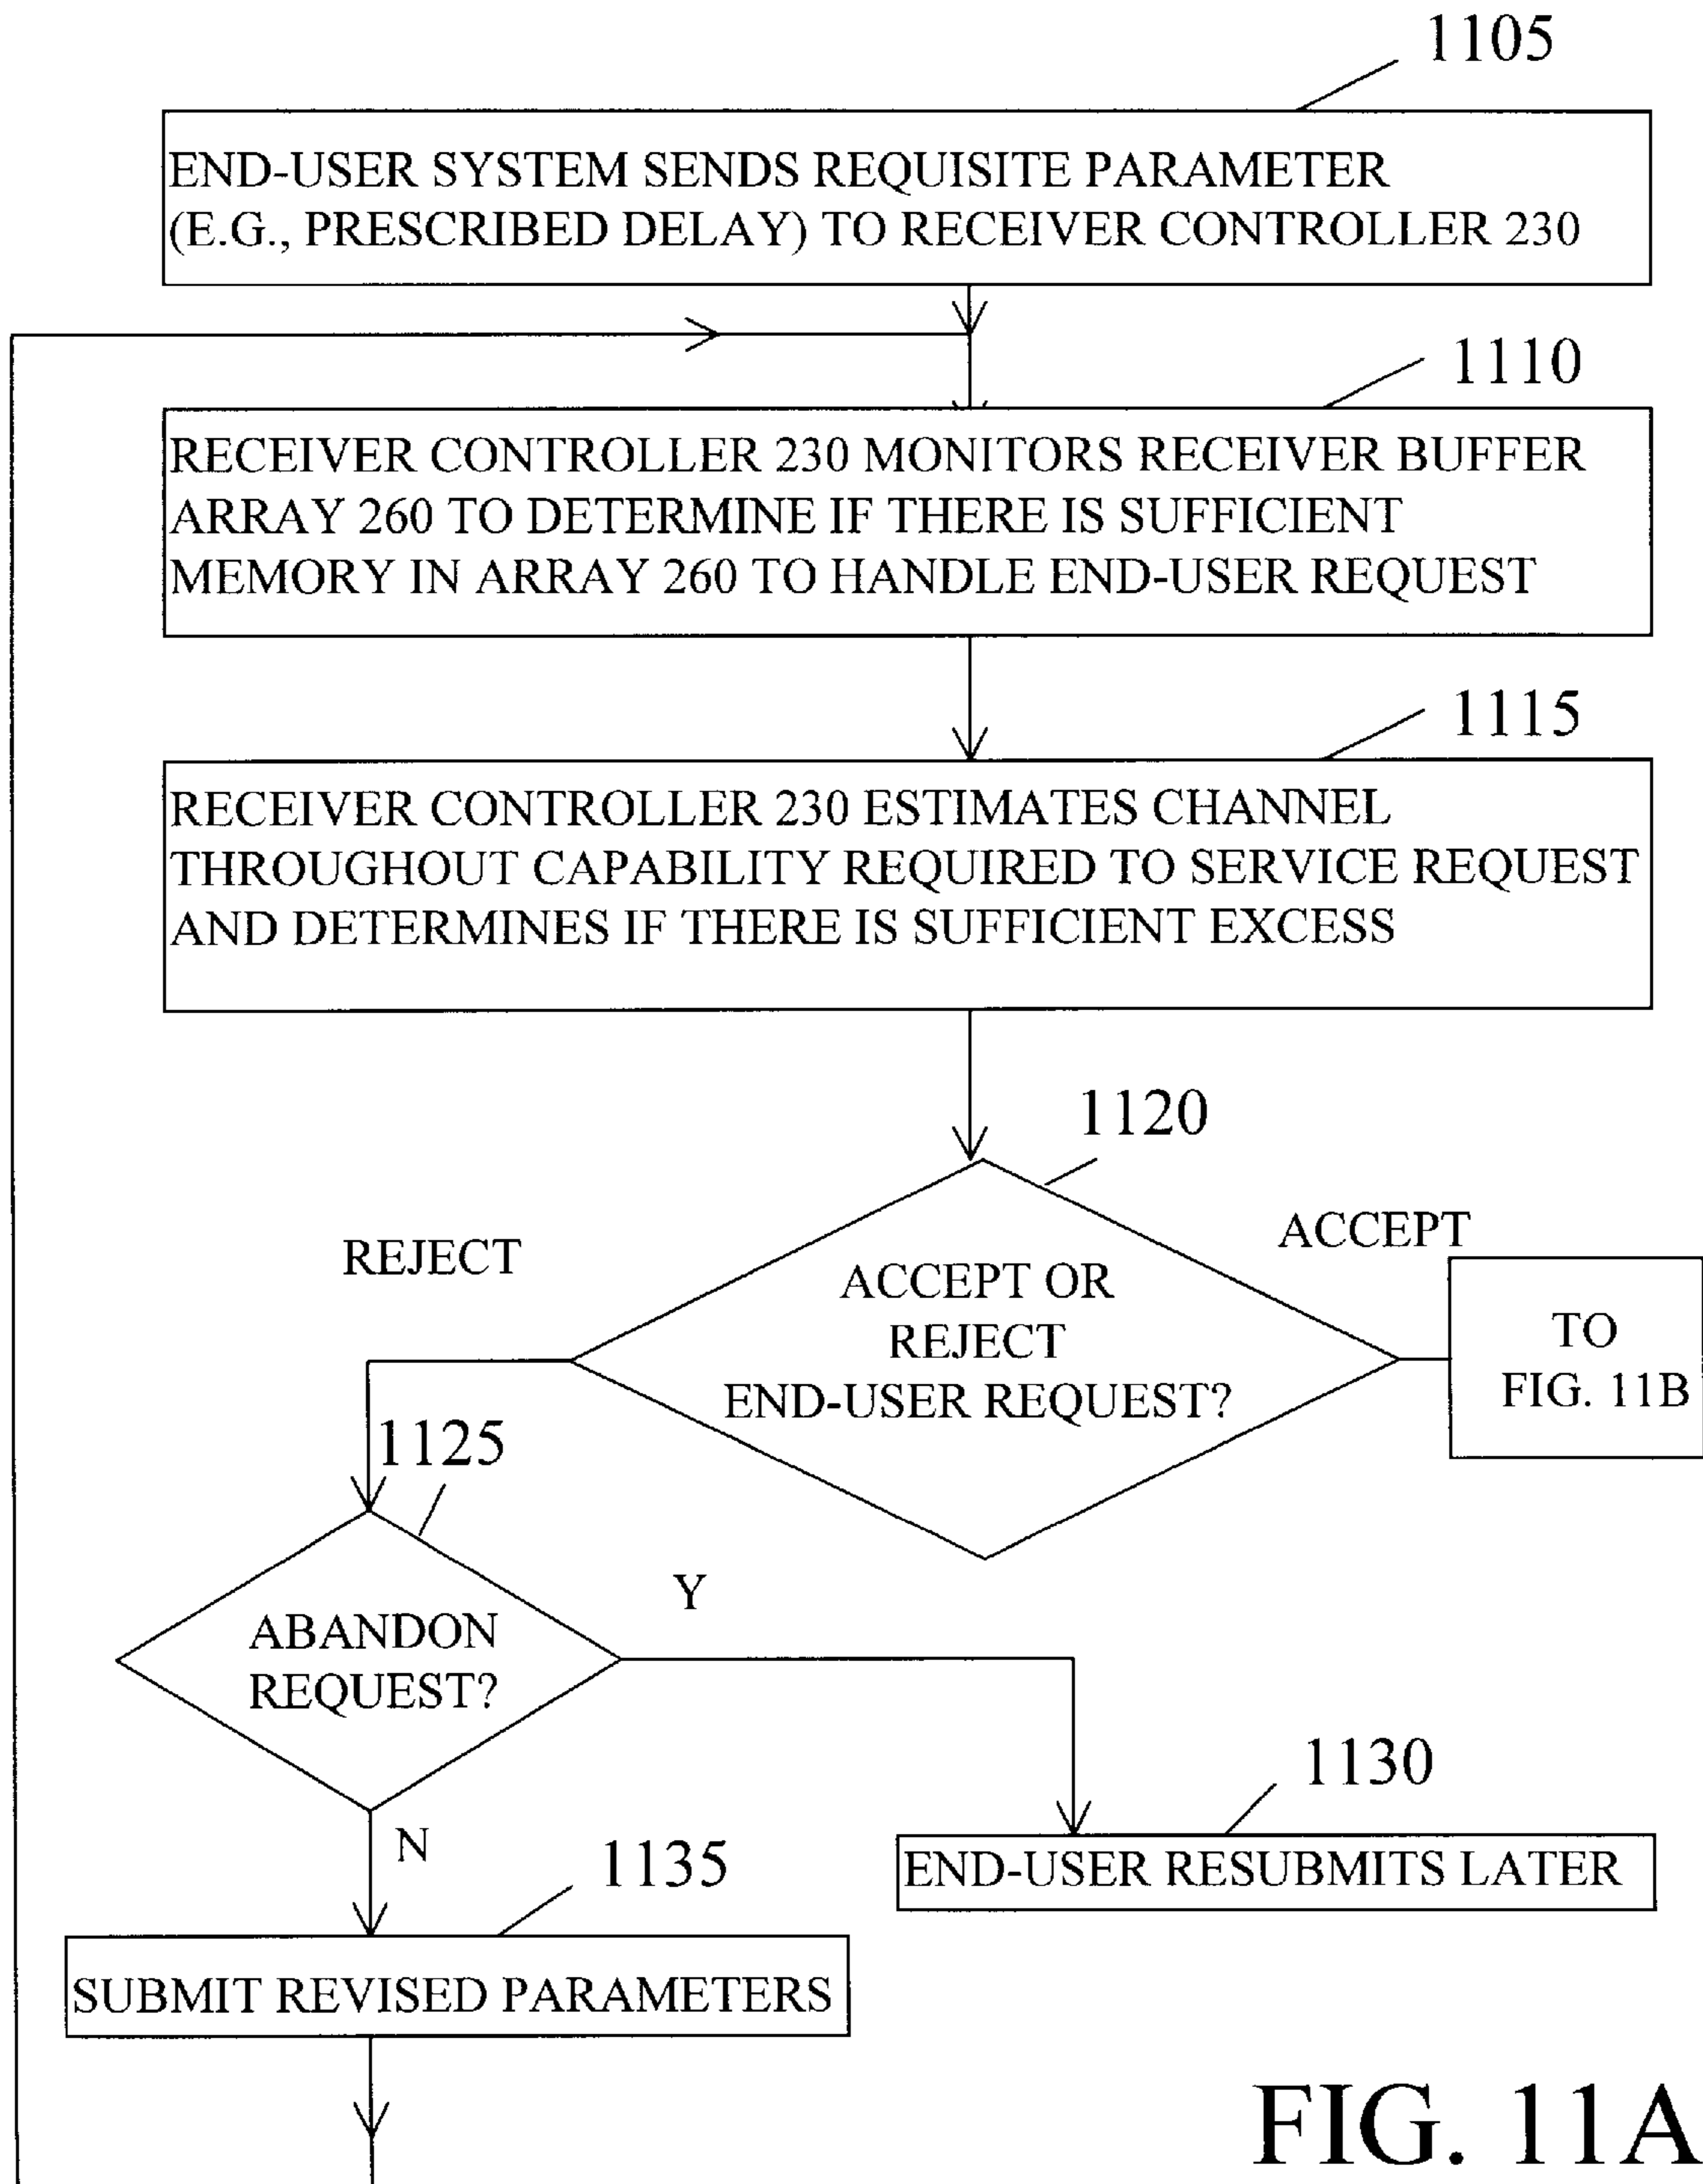 1105
END-USER SYSTEM SENDS REQUISITE PARAMETER
(E.G., PRESCRIBED DELAY) TO RECEIVER CONTROLLER 230
1110
RECEIVER CONTROLLER 230 MONITORS RECEIVER BUFFER
ARRAY 260 TO DETERMINE IF THERE IS SUFFICIENT
MEMORY IN ARRAY 260 TO HANDLE END-USER REQUEST
1115
RECEIVER CONTROLLER 230 ESTIMATES CHANNEL
THROUGHOUT CAPABILITY REQUIRED TO SERVICE REQUEST
AND DETERMINES IF THERE IS SUFFICIENT EXCESS
1120
REJECT
ACCEPT
ACCEPT OR
REJECT
END-USER REQUEST?
TO
FIG. 11B
1125
ABANDON
REQUEST?
Y
N
1130
END-USER RESUBMITS LATER
1135
SUBMIT REVISED PARAMETERS
FIG. 11A